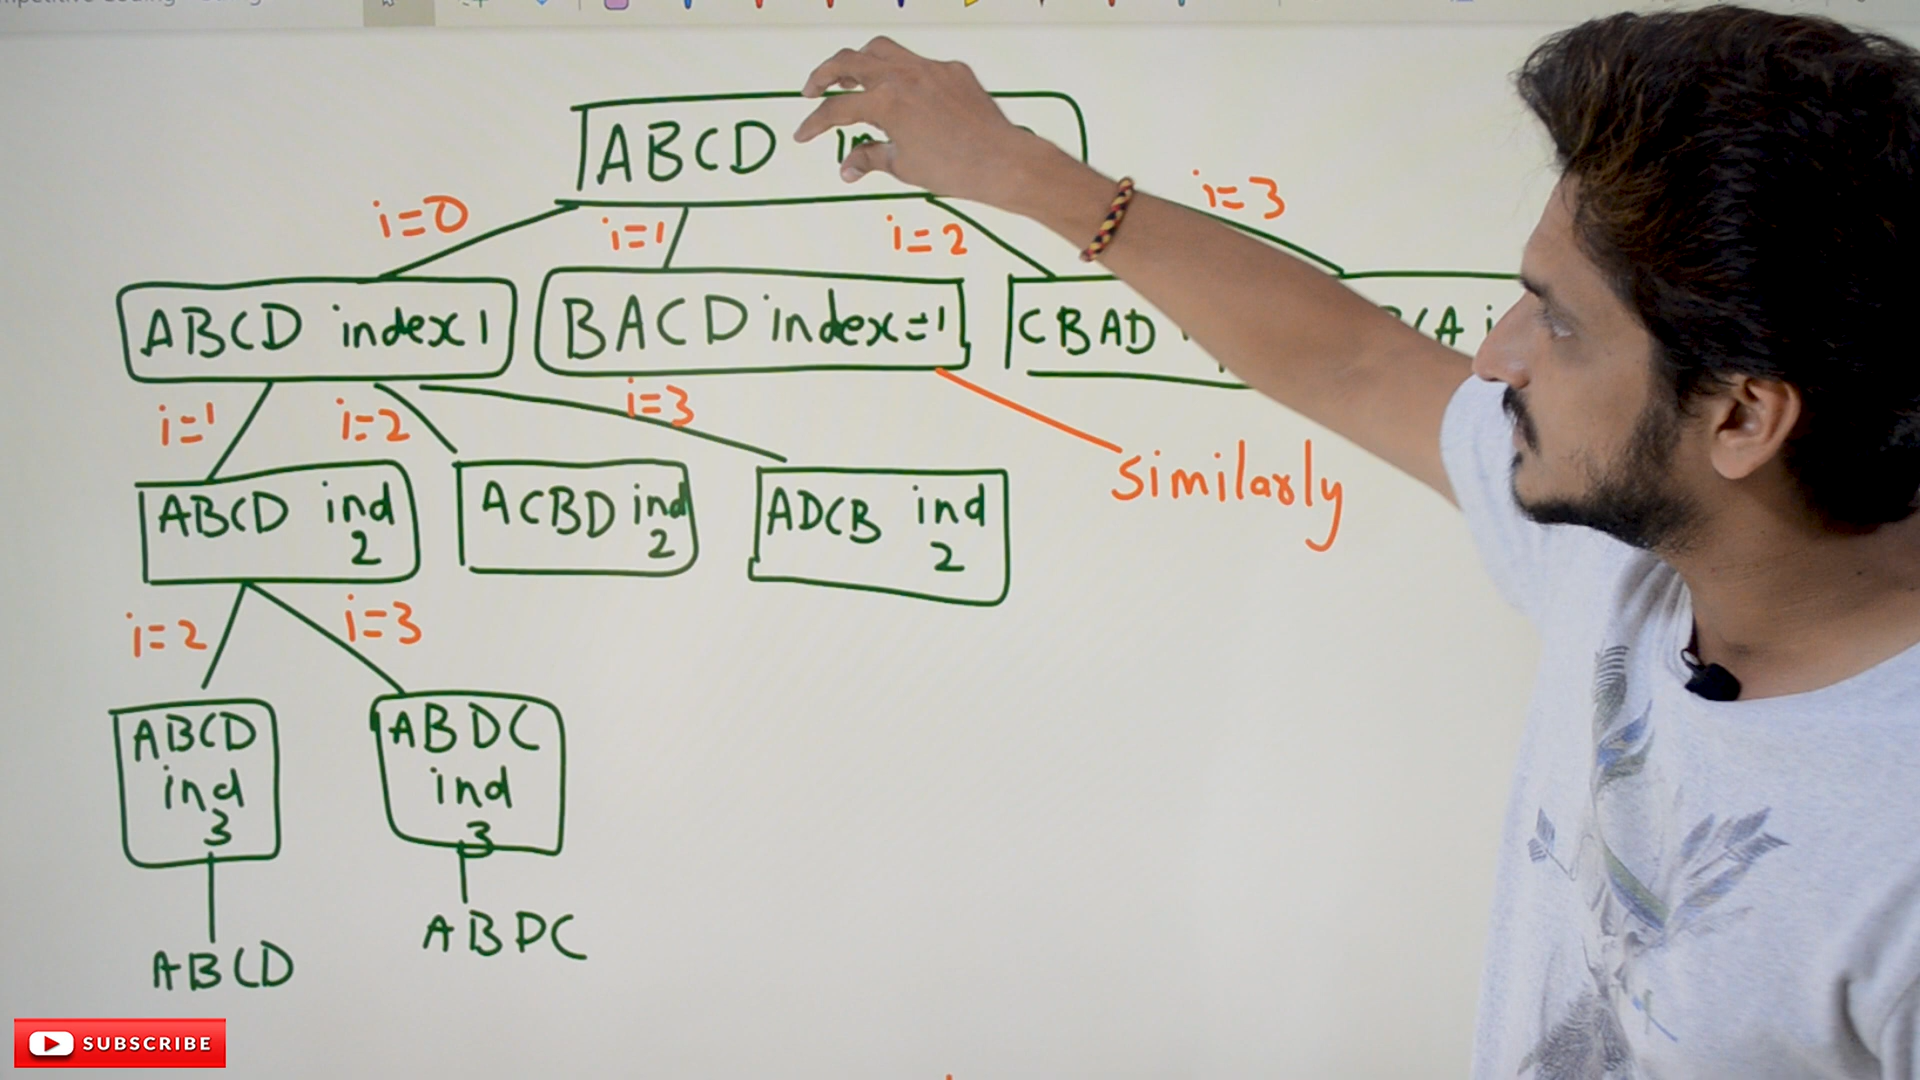 ABCD
i=0
i=1
i=2
i=3
ABCD index 1
BACD index=1
CBAD
i=1
i=2
i=3
Similarly
ABCD ind 2
ACBD ind 2
ADCB ind 2
i=2
i=3
ABCD
ind
3
ABDC
ind
3
ABCD
ABDC
SUBSCRIBE